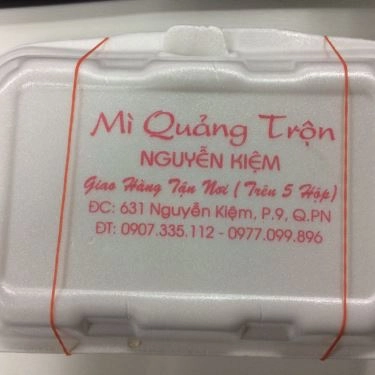 Mì Quảng Trộn
NGUYỄN KIỆM
Giao Hàng Tận Nơi (Trên 5 Hộp)
ĐC: 631 Nguyễn Kiệm, P.9, Q.PN
ĐT: 0907.335.112 - 0977.099.896